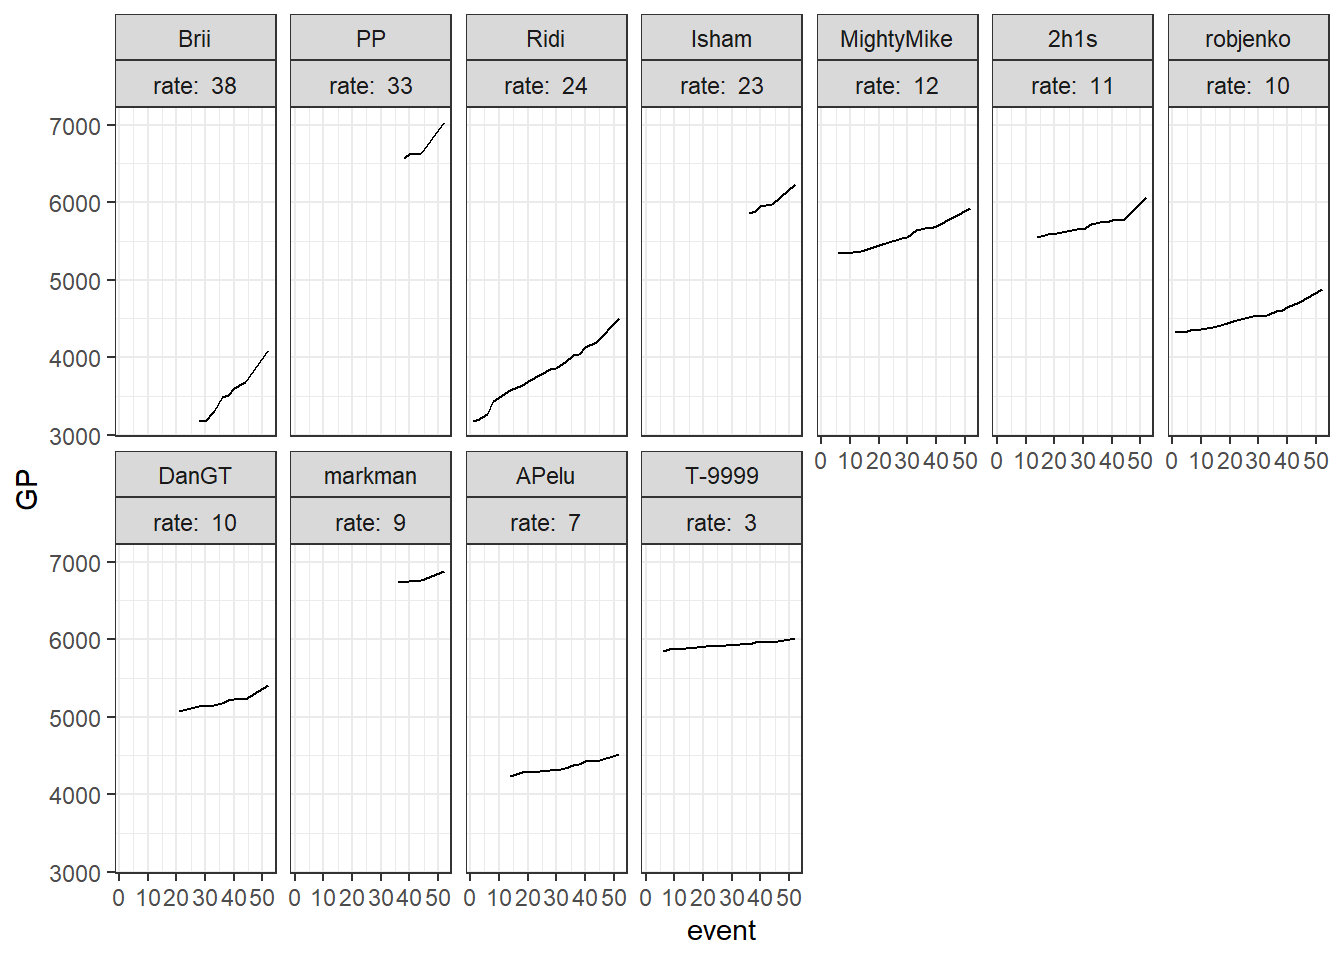 Brii PP Ridi Isham MightyMike 2h1s robjenko
rate: 38 rate: 33 rate: 24 rate: 23 rate: 12 rate: 11 rate: 10
7000
6000
5000
4000
3000
0 10 20 30 40 50 0 10 20 30 40 50 0 10 20 30 40 50
GP
DanGT markman APelu T-9999
rate: 10 rate: 9 rate: 7 rate: 3
7000
6000
5000
4000
3000
0 10 20 30 40 50 0 10 20 30 40 50 0 10 20 30 40 50 0 10 20 30 40 50
event